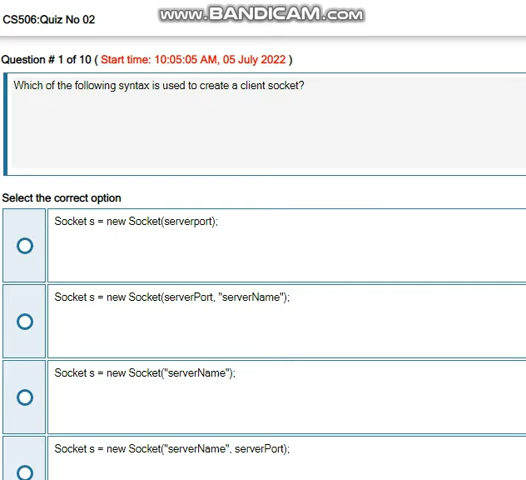 www.BANDICAM.com
CS506:Quiz No 02
Question # 1 of 10 ( Start time: 10:05:05 AM, 05 July 2022 )
Which of the following syntax is used to create a client socket?
Select the correct option
Socket s = new Socket(serverport);
Socket s = new Socket(serverPort, "serverName");
Socket s = new Socket("serverName");
Socket s = new Socket("serverName". serverPort);